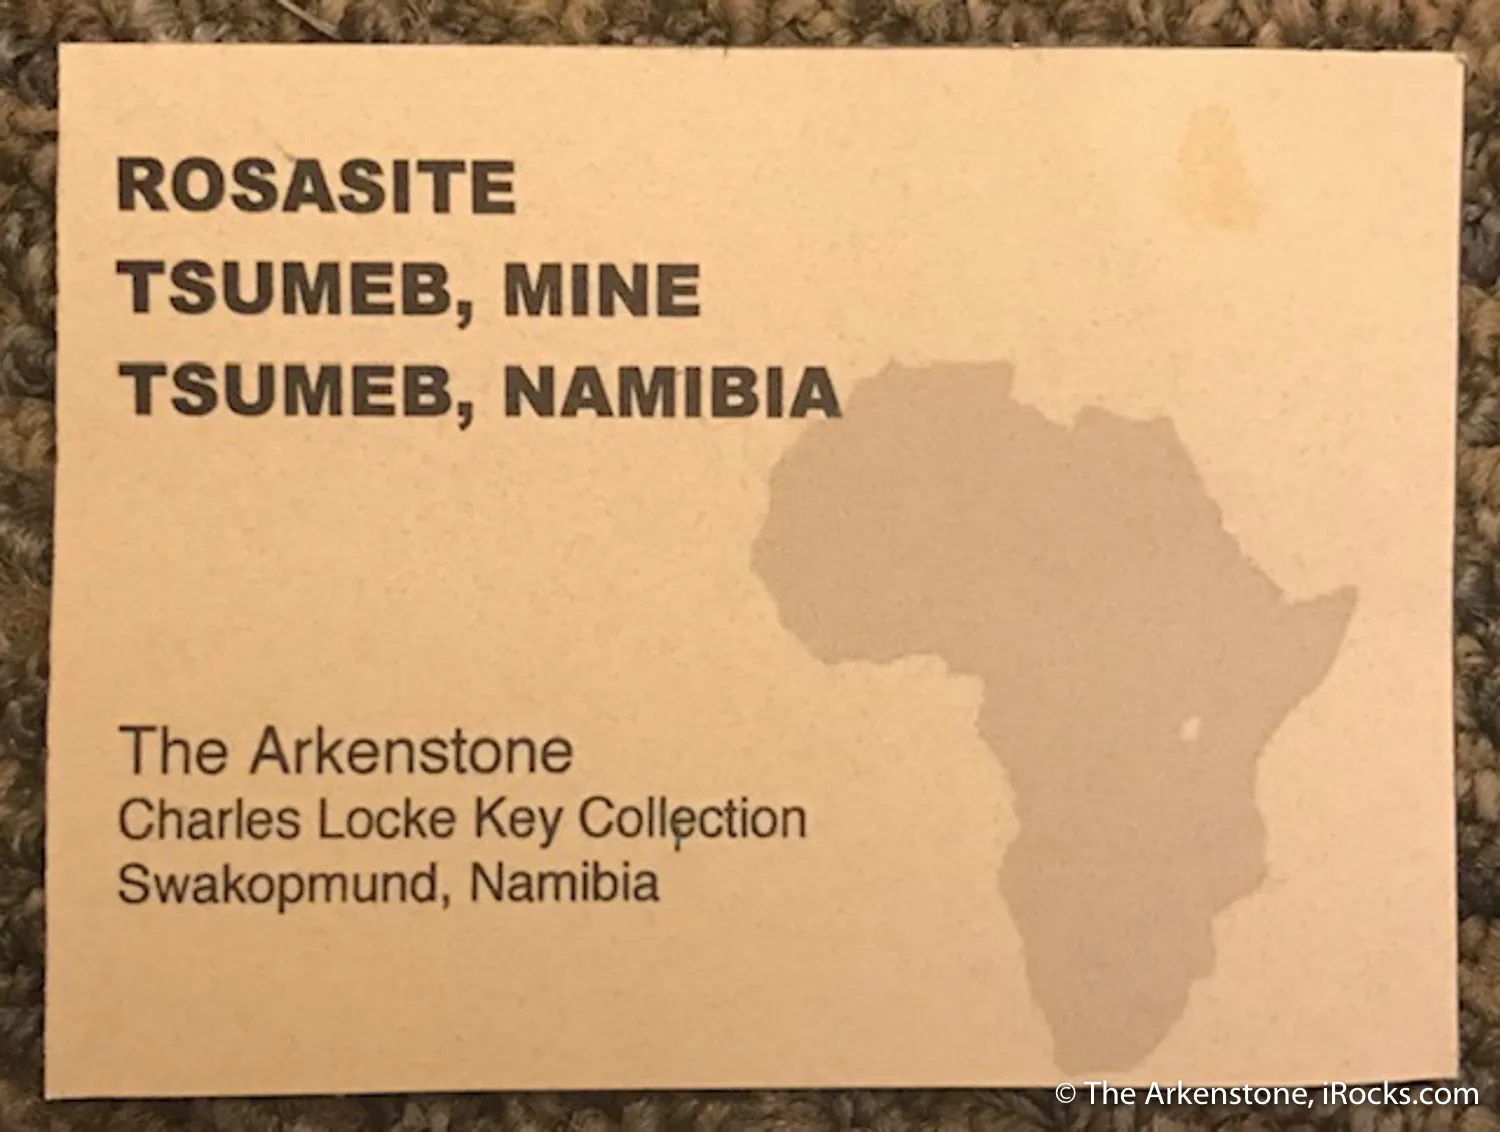 ROSASITE
TSUMEB, MINE
TSUMEB, NAMIBIA
The Arkenstone
Charles Locke Key Collection
Swakopmund, Namibia
© The Arkenstone, iRocks.com